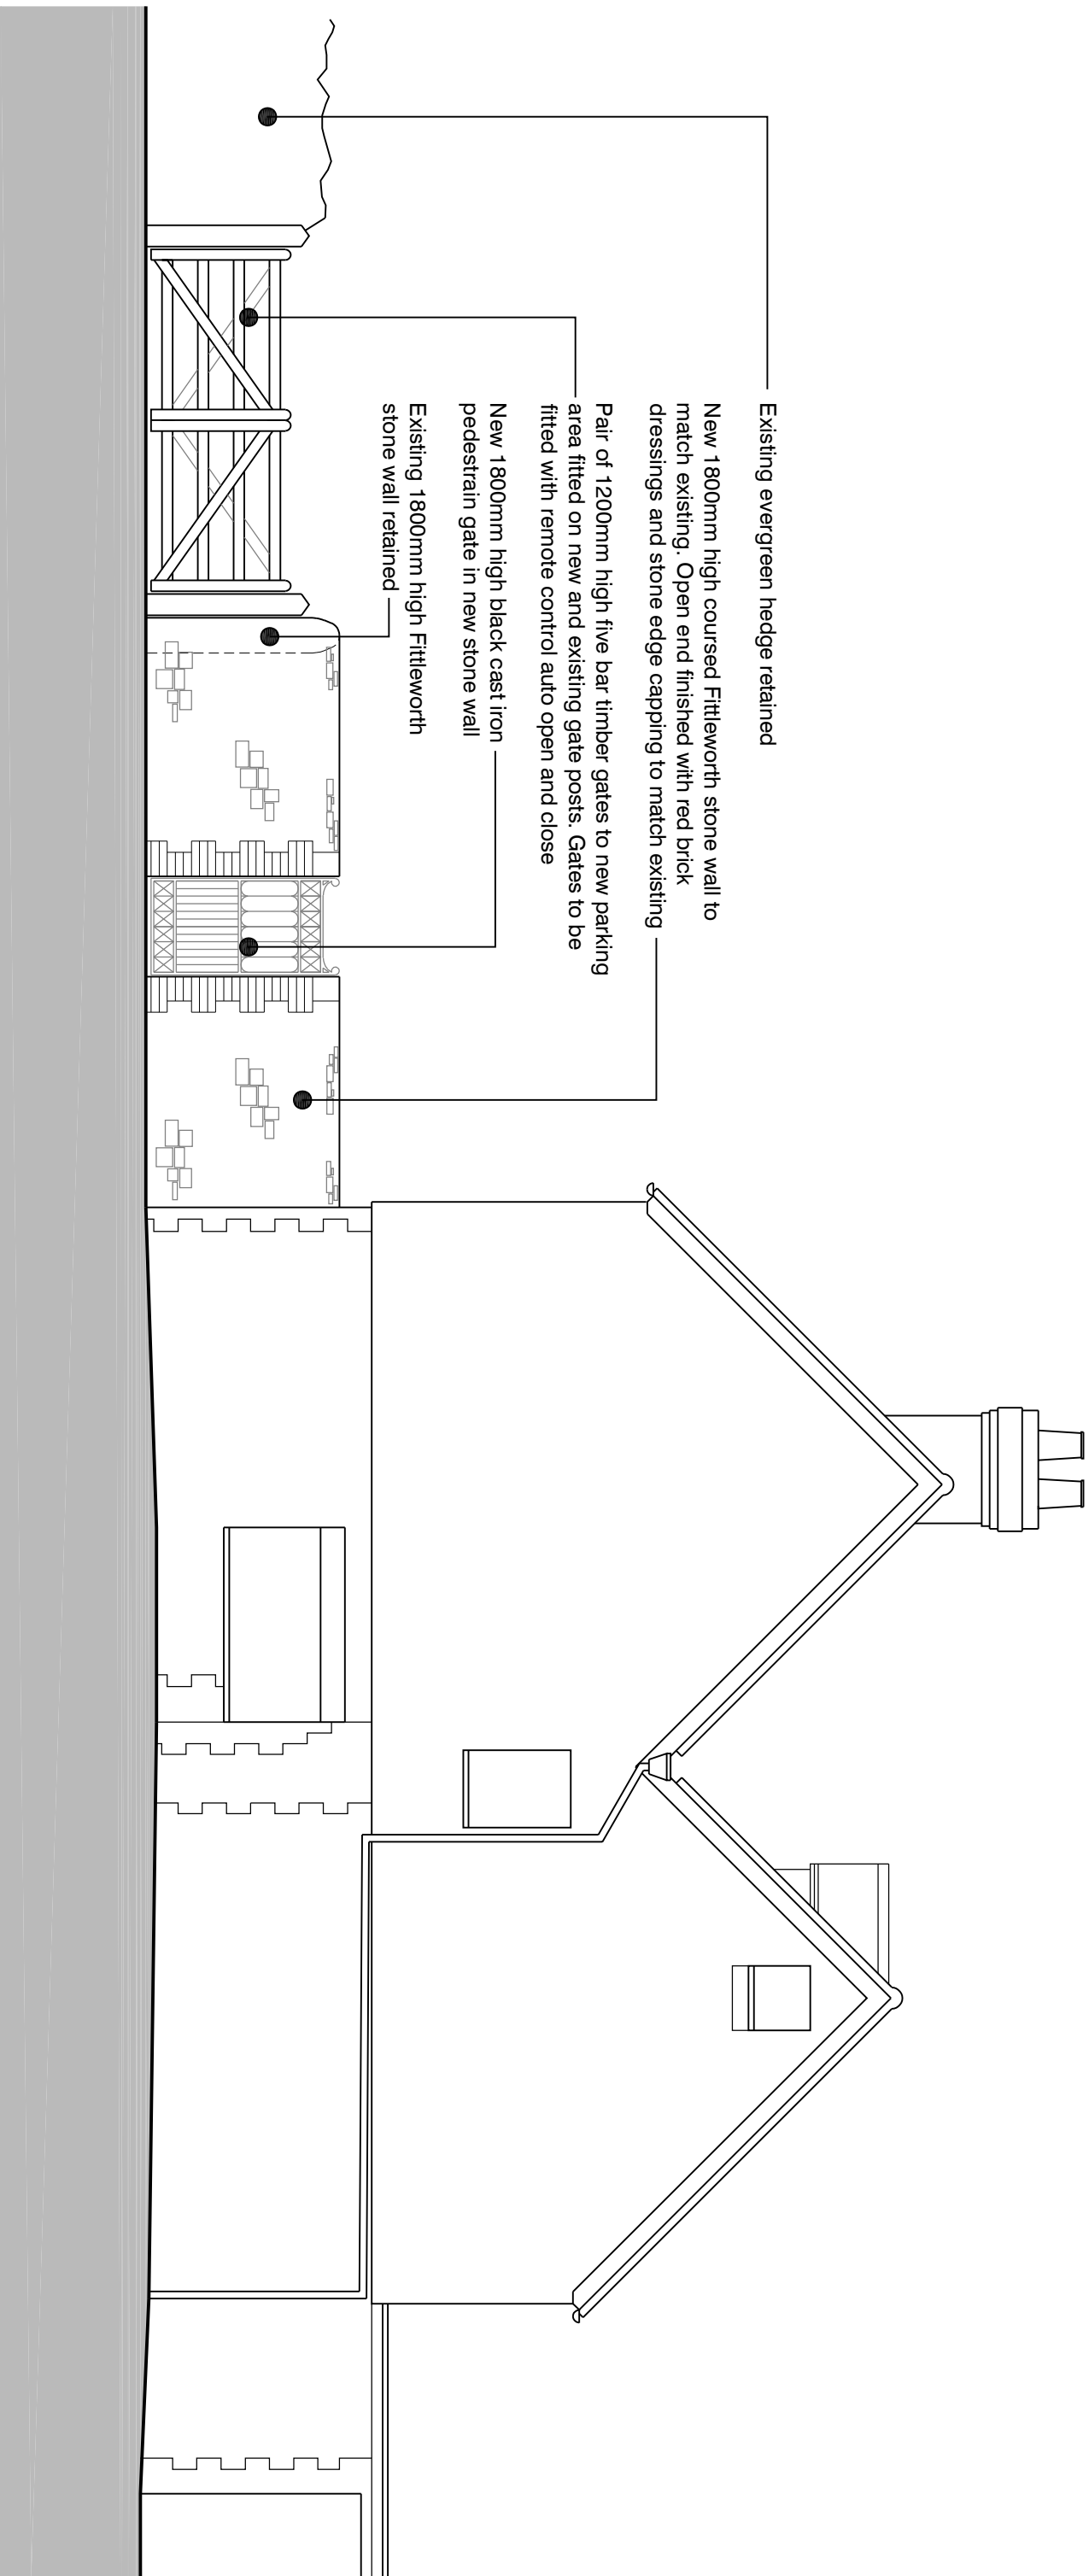 Existing evergreen hedge retained
New 1800mm high coursed Fittleworth stone wall to
match existing. Open end finished with red brick
dressings and stone edge capping to match existing
Pair of 1200mm high five bar timber gates to new parking
area fitted on new and existing gate posts. Gates to be
fitted with remote control auto open and close
New 1800mm high black cast iron
pedestrain gate in new stone wall
Existing 1800mm high Fittleworth
stone wall retained